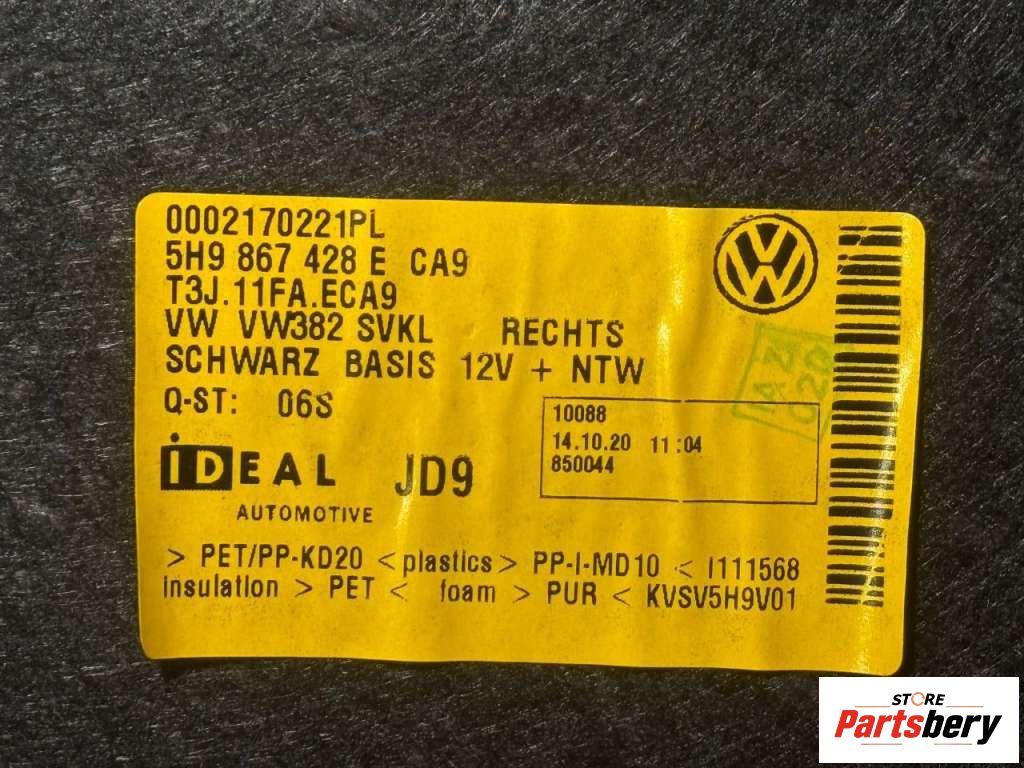 0002170221PL
5H9 867 428 E CA9
T3J.11FA.ECA9
VW VW382 SVKL RECHTS
SCHWARZ BASIS 12V + NTW
Q-ST: 06S
10088
14.10.20 11:04
850044
iDEAL JD9
AUTOMOTIVE
> PET/PP-KD20 < plastics > PP-I-MD10 < I111568
insulation > PET < foam > PUR < KVSV5H9V01
STORE
Partsbery